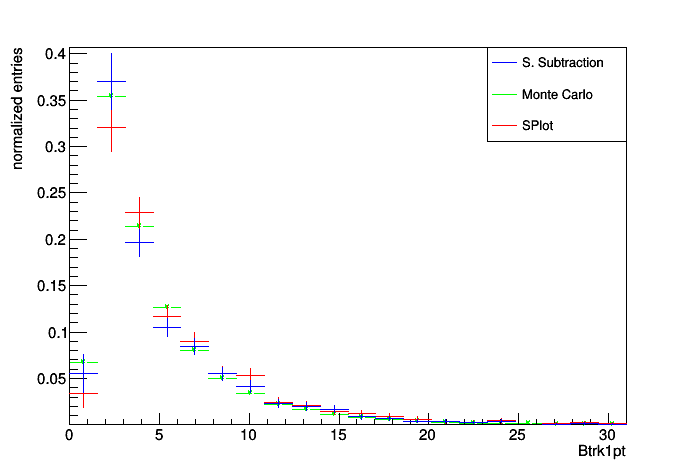 normalized entries
0.4
0.35
0.3
0.25
0.2
0.15
0.1
0.05
S. Subtraction
Monte Carlo
SPlot
0 5 10 15 20 25 30
Btrk1pt